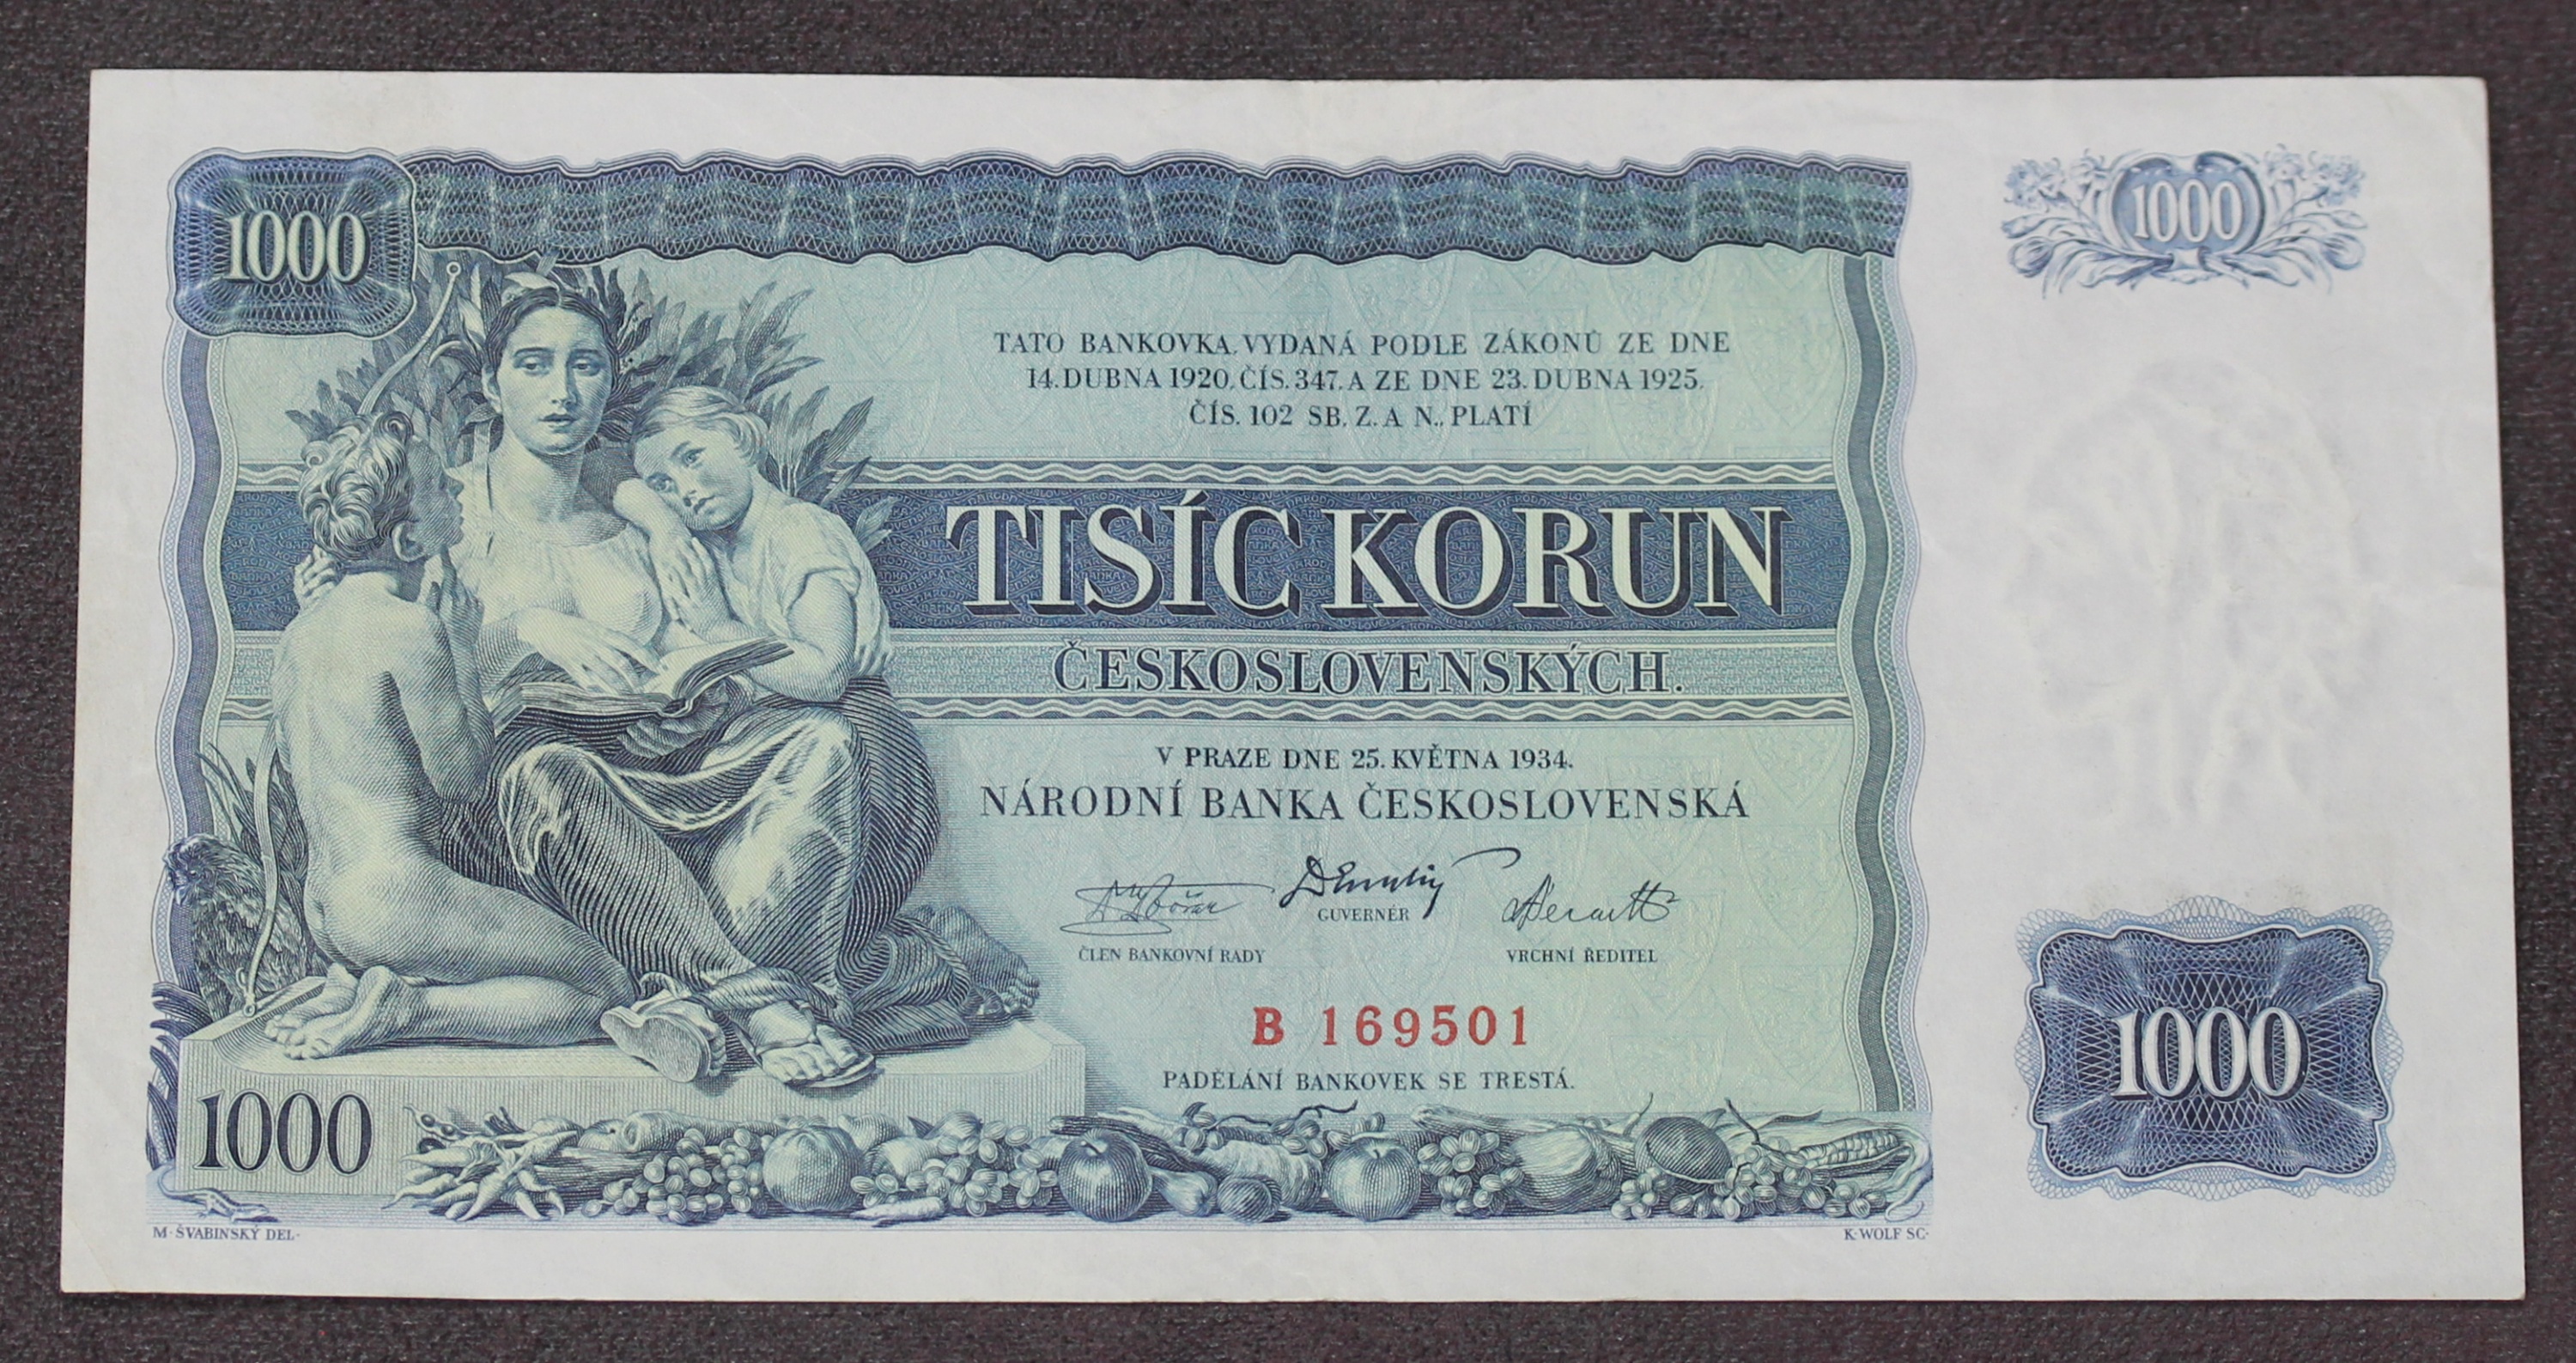 1000
1000
TATO BANKOVKA, VYDANÁ PODLE ZÁKONŮ ZE DNE
14. DUBNA 1920, ČÍS. 347. A ZE DNE 23. DUBNA 1925,
ČÍS. 102 SB. Z. A N., PLATÍ
TISÍC KORUN
ČESKOSLOVENSKÝCH.
V PRAZE DNE 25. KVĚTNA 1934.
NÁRODNÍ BANKA ČESKOSLOVENSKÁ
GUVERNÉR
ČLEN BANKOVNÍ RADY
VRCHNÍ ŘEDITEL
B 169501
PADĚLÁNÍ BANKOVEK SE TRESTÁ.
1000
1000
M. ŠVABINSKÝ DEL.
K. WOLF SC.